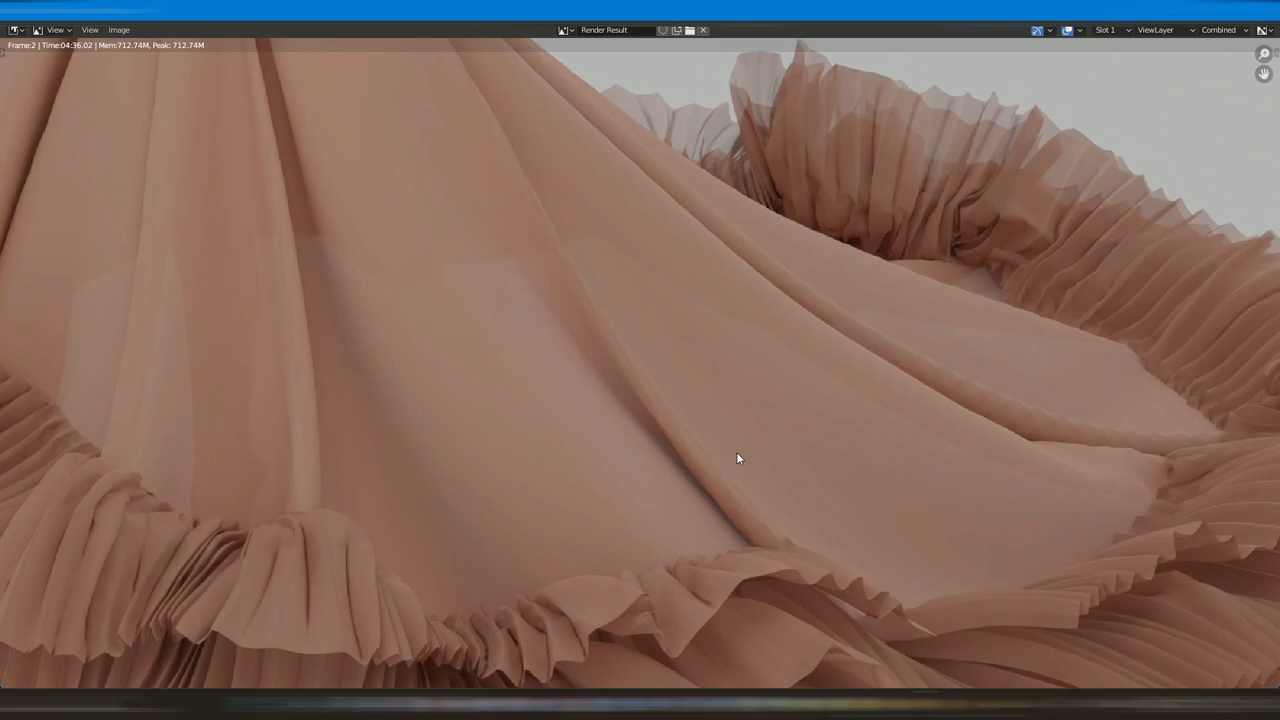 View View Image Render Result Slot 1 ViewLayer Combined
Frame:2 | Time:04:36.02 | Mem:712.74M, Peak: 712.74M